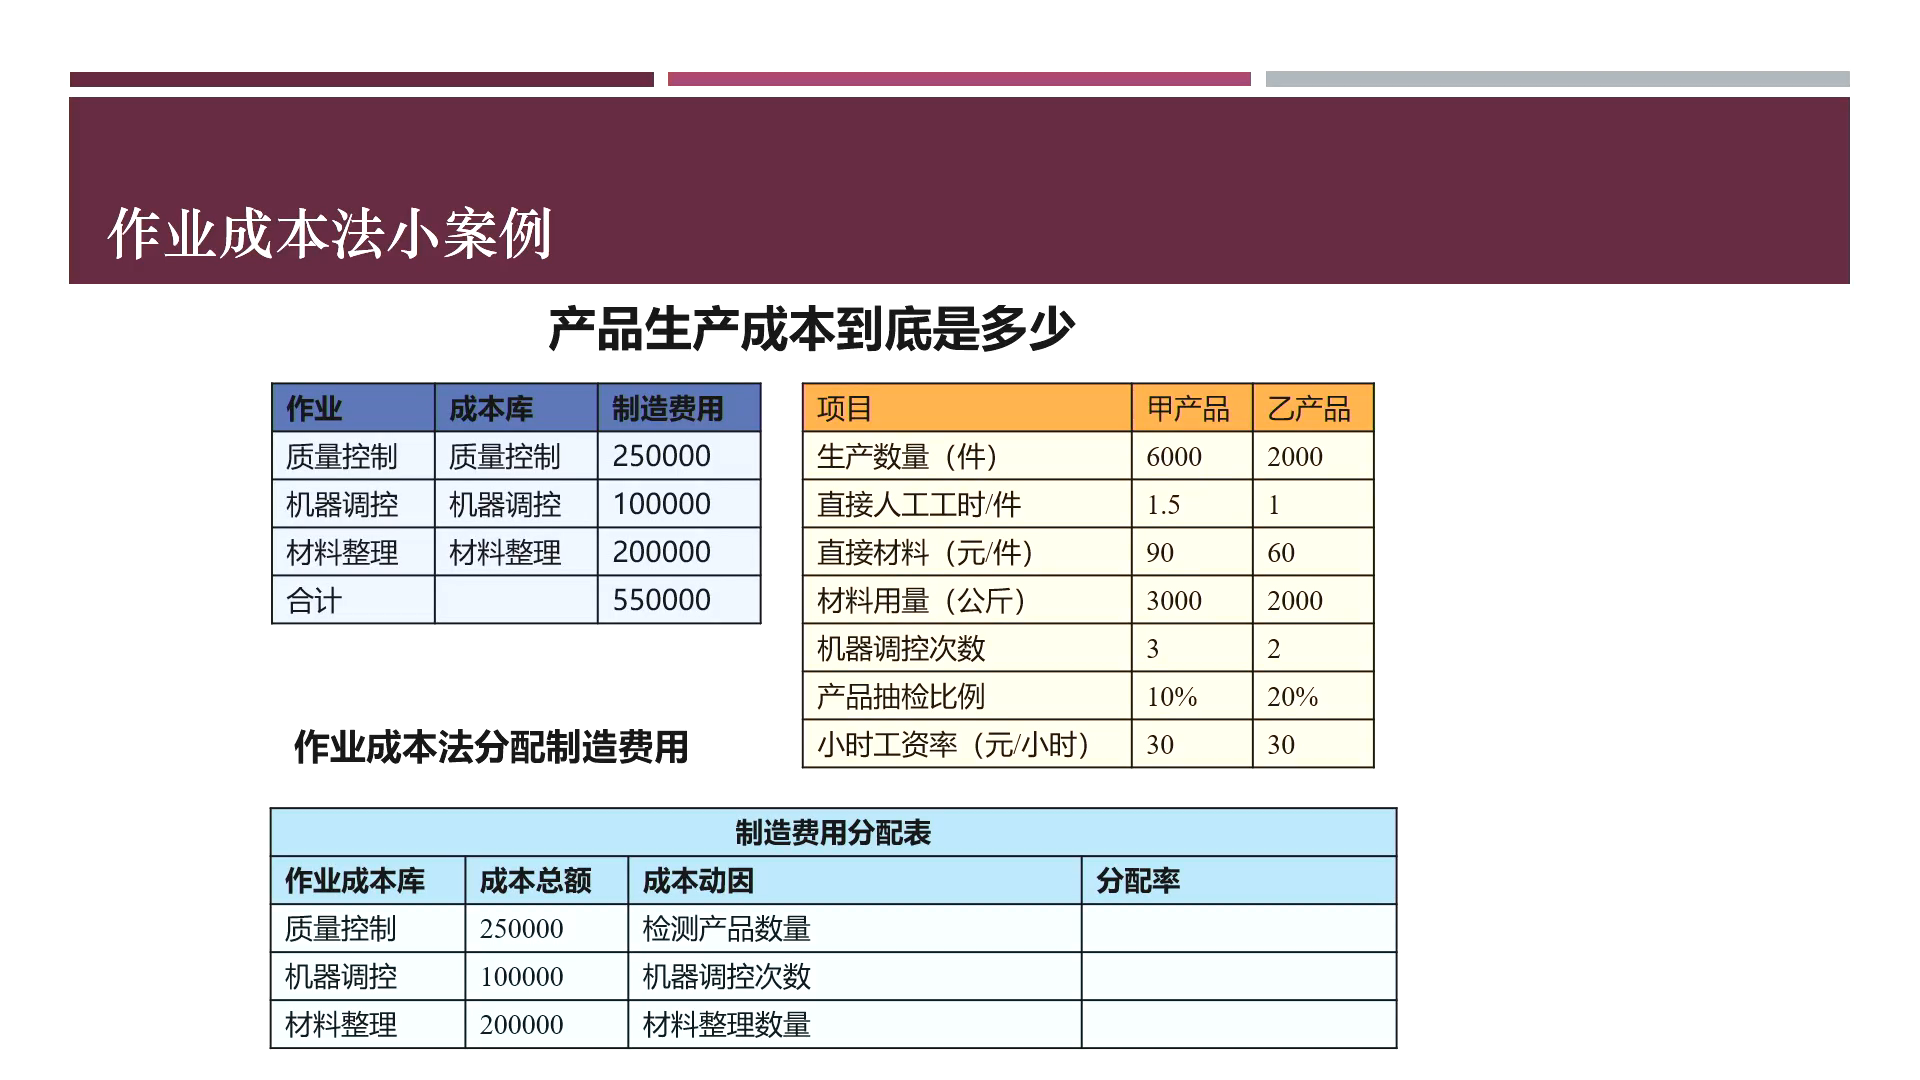 作业成本法小案例
产品生产成本到底是多少
作业 成本库 制造费用
质量控制 质量控制 250000
机器调控 机器调控 100000
材料整理 材料整理 200000
合计 550000
项目 甲产品 乙产品
生产数量（件） 6000 2000
直接人工工时/件 1.5 1
直接材料（元/件） 90 60
材料用量（公斤） 3000 2000
机器调控次数 3 2
产品抽检比例 10% 20%
小时工资率（元/小时） 30 30
作业成本法分配制造费用
制造费用分配表
作业成本库 成本总额 成本动因 分配率
质量控制 250000 检测产品数量
机器调控 100000 机器调控次数
材料整理 200000 材料整理数量